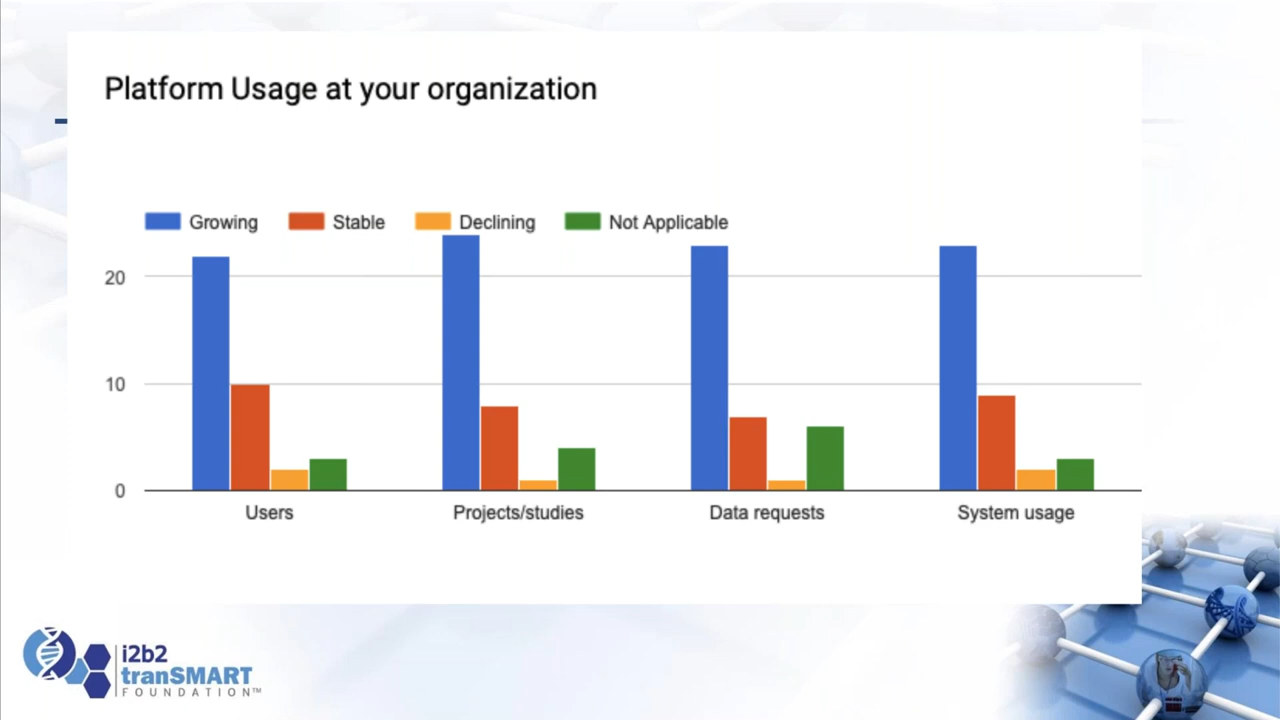 Platform Usage at your organization
Growing Stable Declining Not Applicable
20
10
0
Users Projects/studies Data requests System usage
i2b2
tranSMART
FOUNDATION™